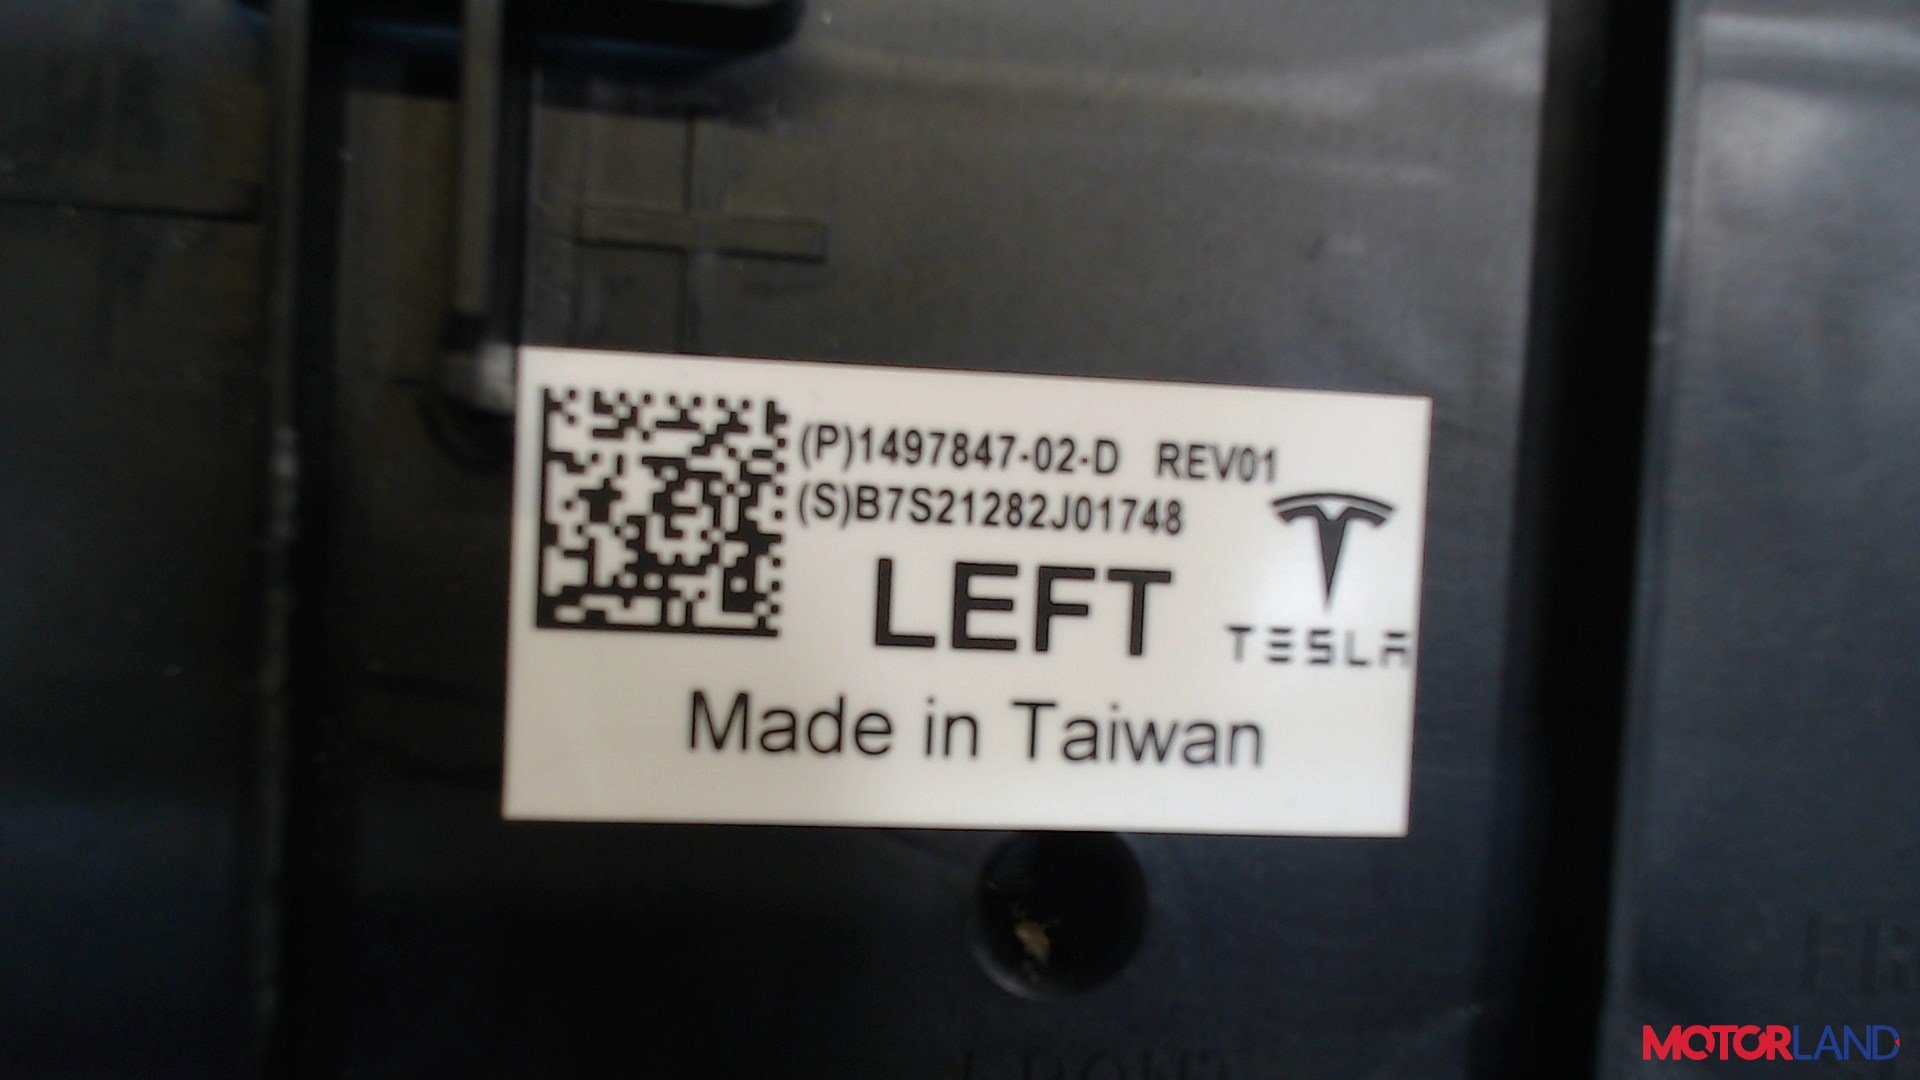 (P)1497847-02-D REV01
(S)B7S21282J01748
LEFT
TESLA
Made in Taiwan
MOTORLAND